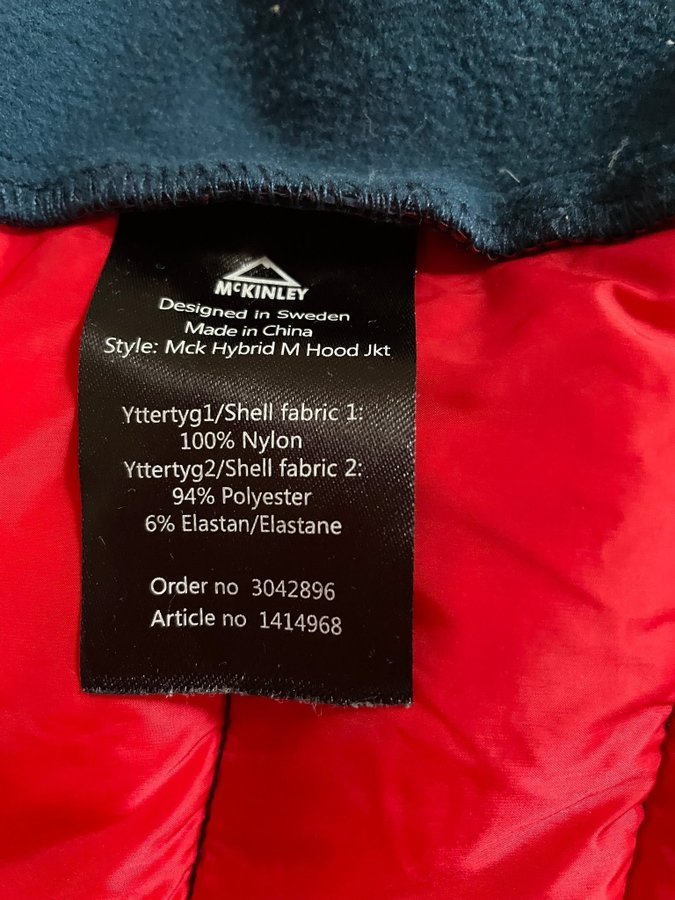 McKINLEY
Designed in Sweden
Made in China
Style: Mck Hybrid M Hood Jkt
Yttertyg1/Shell fabric 1:
100% Nylon
Yttertyg2/Shell fabric 2:
94% Polyester
6% Elastan/Elastane
Order no 3042896
Article no 1414968